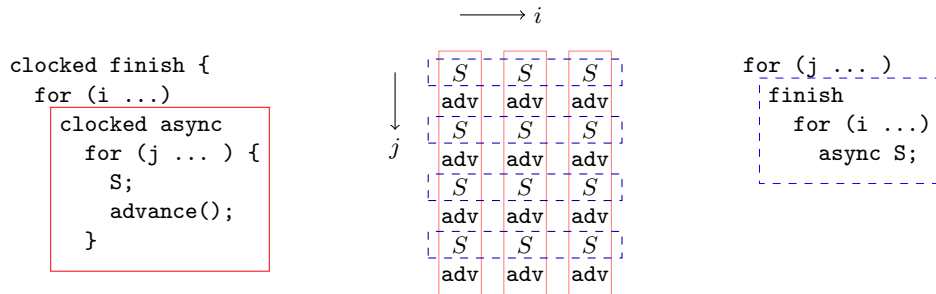 clocked finish {
for (i ...)
clocked async
for (j ... ) {
S;
advance();
}
i
j
S S S
adv adv adv
S S S
adv adv adv
S S S
adv adv adv
S S S
adv adv adv
for (j ... )
finish
for (i ...)
async S;